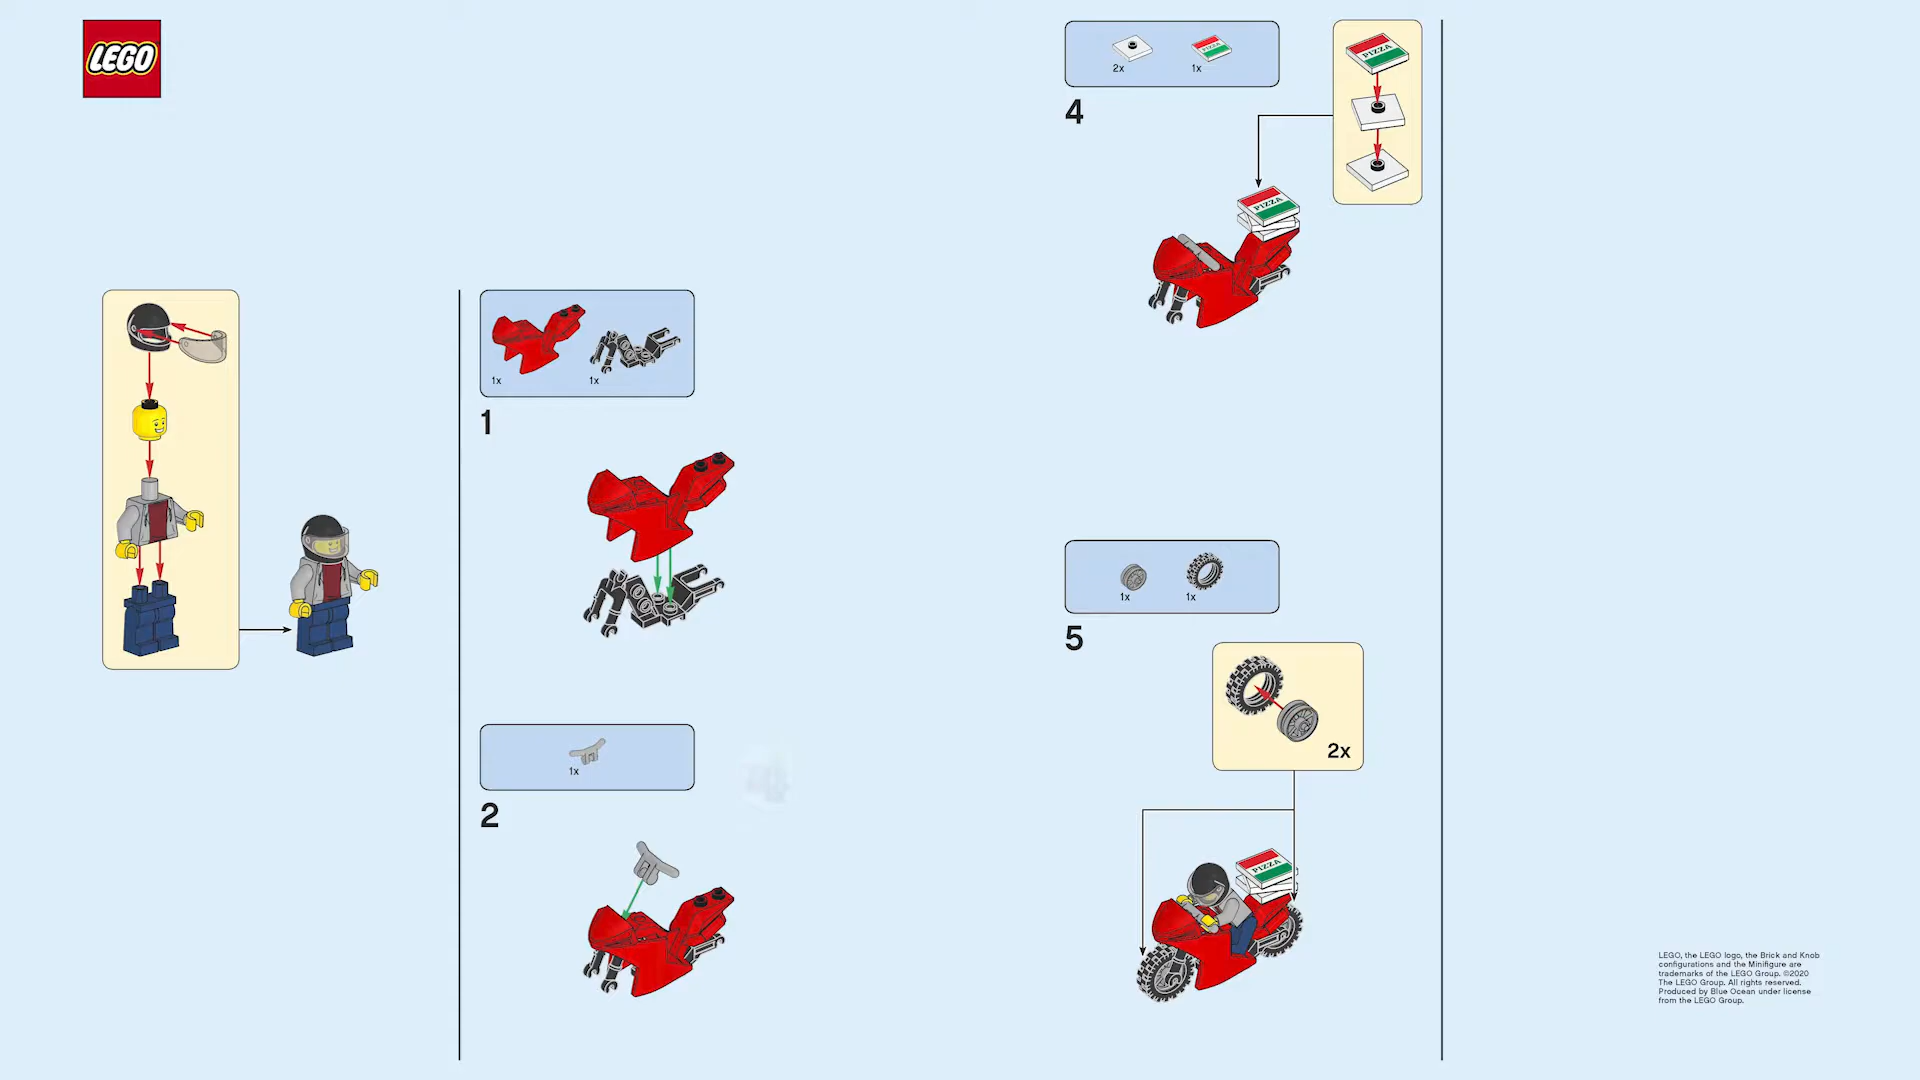 LEGO
1x
1x
1
1x
2
2x
1x
PIZZA
4
PIZZA
1x
1x
5
2x
PIZZA
LEGO, the LEGO logo, the Brick and Knob
configurations and the Minifigure are
trademarks of the LEGO Group. ©2020
The LEGO Group. All rights reserved.
Produced by Blue Ocean under license
from the LEGO Group.